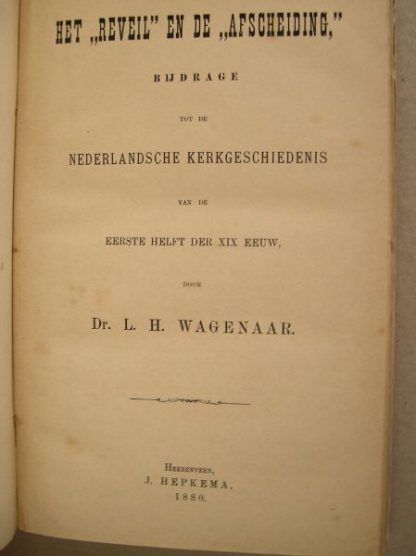 HET „REVEIL” EN DE „AFSCHEIDING,”
BIJDRAGE
TOT DE
NEDERLANDSCHE KERKGESCHIEDENIS
VAN DE
EERSTE HELFT DER XIX EEUW,
DOOR
Dr. L. H. WAGENAAR.
HEERENVEEN,
J. HEPKEMA.
1880.